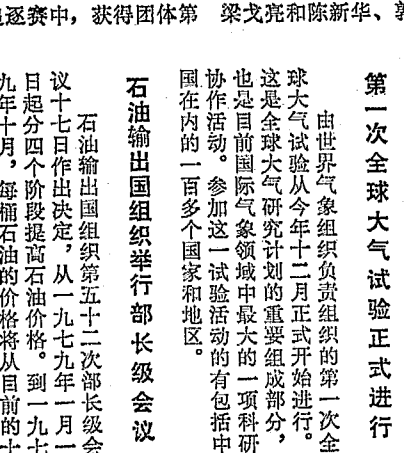 追逐赛中，获得团体第
梁戈亮和陈新华、郭
第一次全球大气试验正式进行
由世界气象组织负责组织的第一次全
球大气试验从今年十二月正式开始进行。
这是全球大气研究计划的重要组成部分，
也是目前国际气象领域中最大的一项科研
协作活动。参加这一试验活动的有包括中
国在内的一百多个国家和地区。
石油输出国组织举行部长级会议
石油输出国组织第五十二次部长级会
议十七日作出决定，从一九七九年一月一
日起分四个阶段提高石油价格。到一九七
九年十月，每桶石油的价格将从目前的十